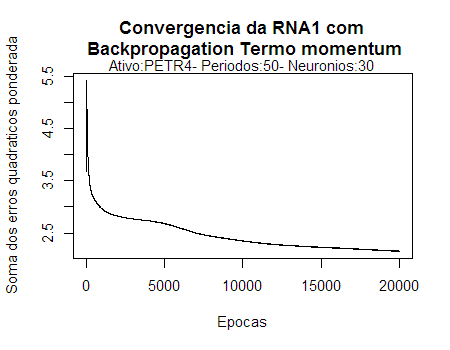 Convergencia da RNA1 com
Backpropagation Termo momentum
Ativo:PETR4- Periodos:50- Neuronios:30
Soma dos erros quadraticos ponderada
5.5
4.5
3.5
2.5
0 5000 10000 15000 20000
Epocas